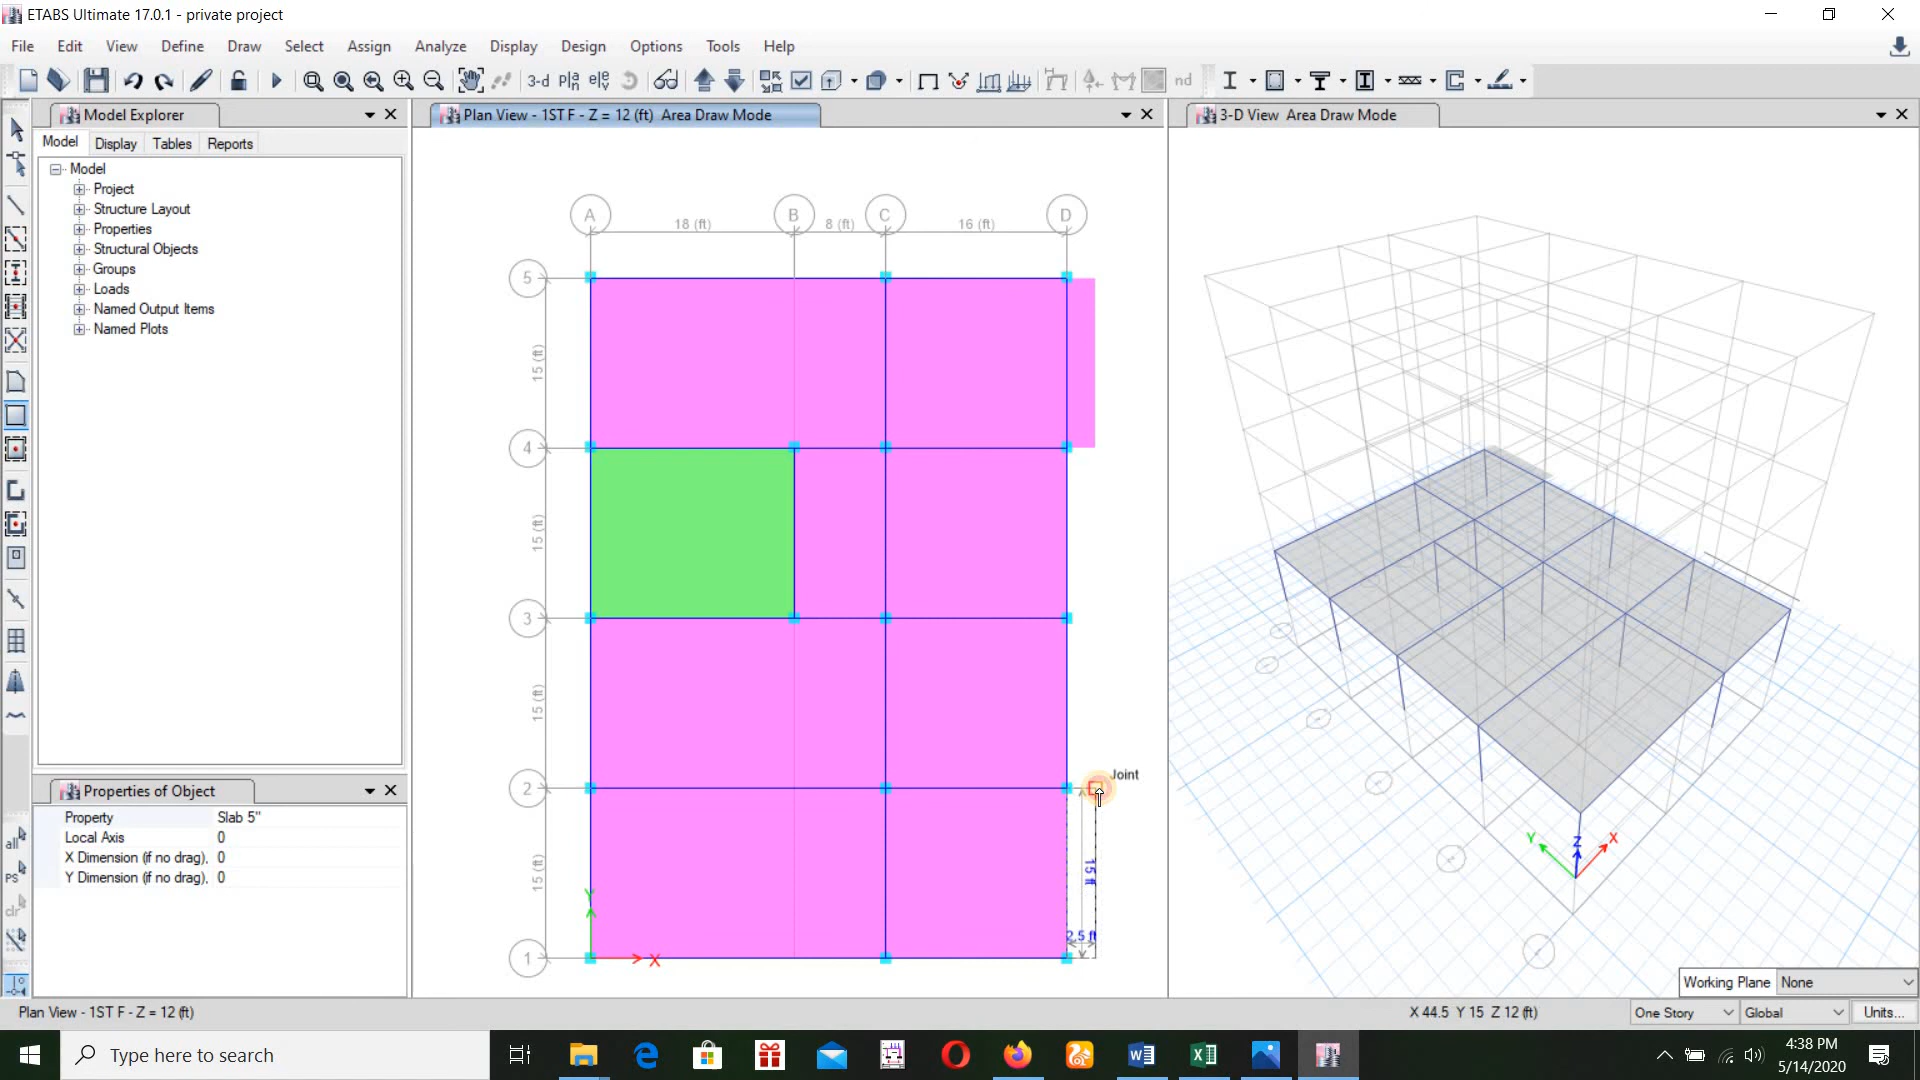 ETABS Ultimate 17.0.1 - private project
File Edit View Define Draw Select Assign Analyze Display Design Options Tools Help
3-d nd
Model Explorer
Model Display Tables Reports
Model
Project
Structure Layout
Properties
Structural Objects
Groups
Loads
Named Output Items
Named Plots
Properties of Object
Property Slab 5"
Local Axis 0
X Dimension (if no drag), 0
Y Dimension (if no drag), 0
Plan View - 1ST F - Z = 12 (ft) Area Draw Mode
A B C D
18 (ft) 8 (ft) 16 (ft)
5
15 (ft)
4
15 (ft)
3
15 (ft)
2
Joint
15 (ft)
15 ft
2.5 ft
Y
1
X
3-D View Area Draw Mode
Y Z X
Working Plane None
Plan View - 1ST F - Z = 12 (ft)
X 44.5 Y 15 Z 12 (ft)
One Story Global Units...
all
PS
clr
Type here to search
4:38 PM
5/14/2020